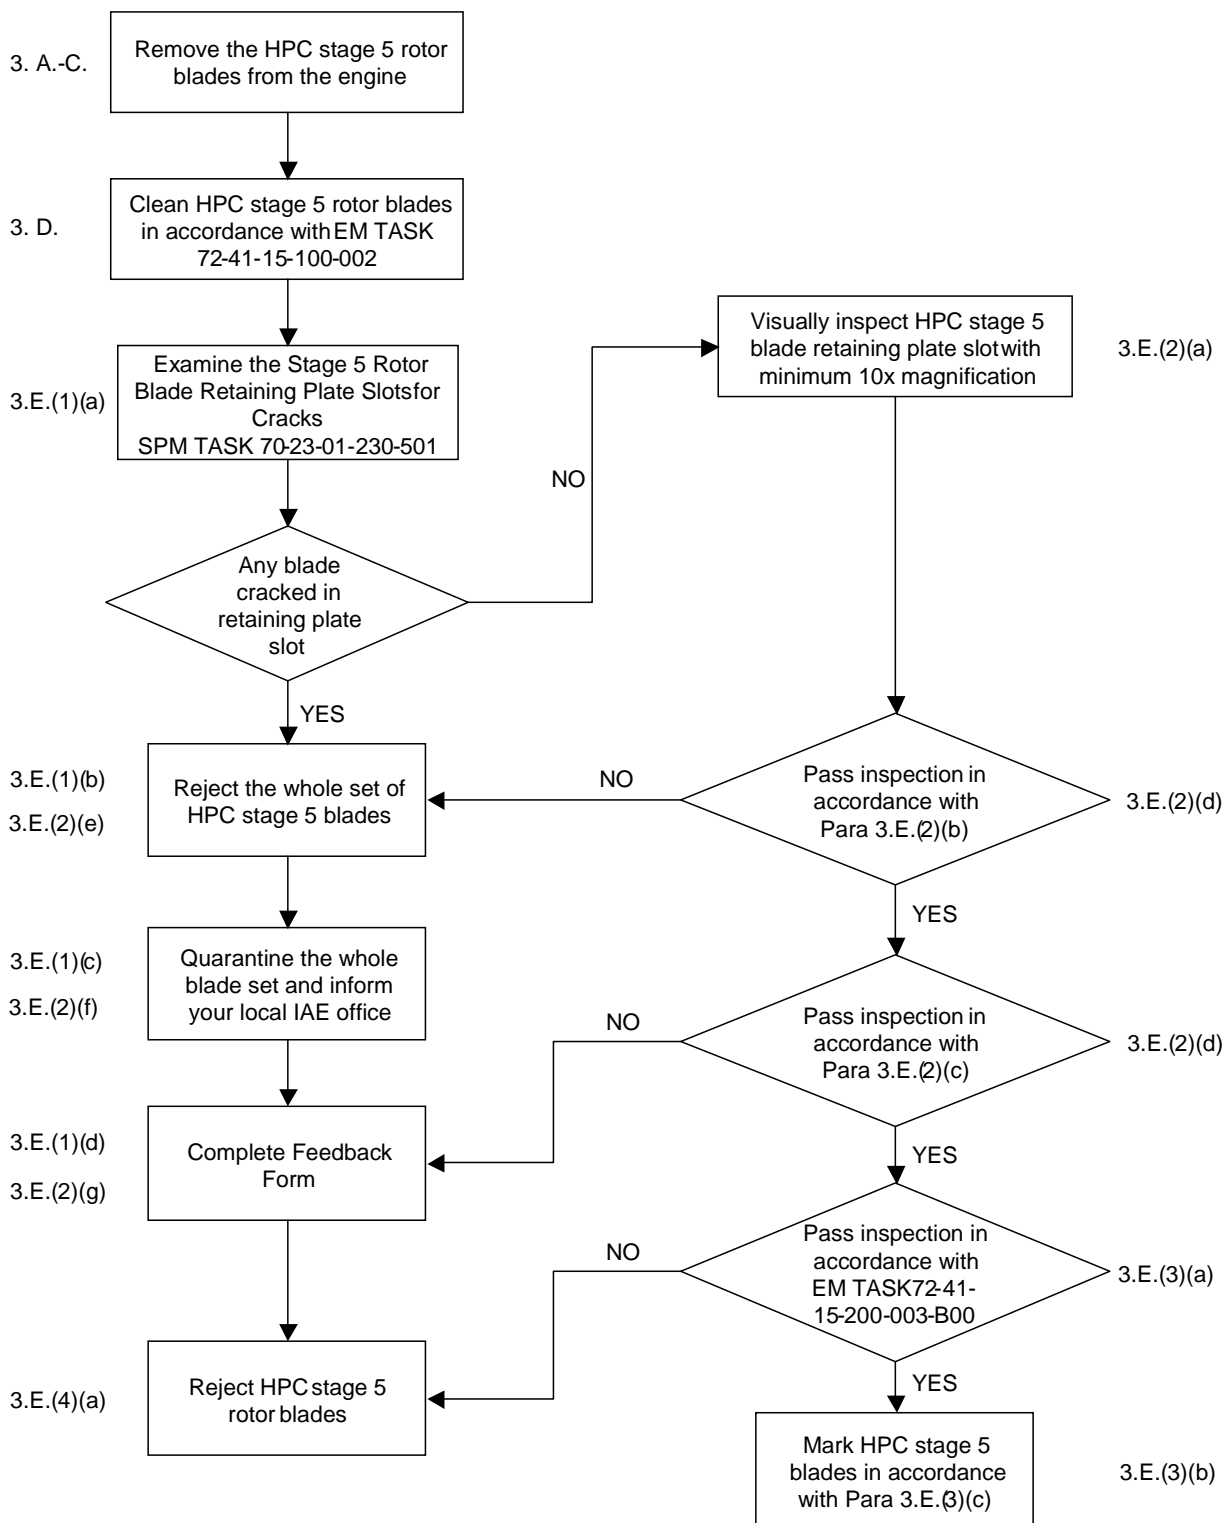 3. A.-C.
Remove the HPC stage 5 rotor
blades from the engine
3. D.
Clean HPC stage 5 rotor blades
in accordance with EM TASK
72-41-15-100-002
3.E.(1)(a)
Examine the Stage 5 Rotor
Blade Retaining Plate Slotsfor
Cracks
SPM TASK 70-23-01-230-501
Visually inspect HPC stage 5
blade retaining plate slot with
minimum 10x magnification
3.E.(2)(a)
NO
Any blade
cracked in
retaining plate
slot
YES
3.E.(1)(b)
3.E.(2)(e)
Reject the whole set of
HPC stage 5 blades
NO
Pass inspection in
accordance with
Para 3.E.(2)(b)
3.E.(2)(d)
YES
3.E.(1)(c)
3.E.(2)(f)
Quarantine the whole
blade set and inform
your local IAE office
NO
Pass inspection in
accordance with
Para 3.E.(2)(c)
3.E.(2)(d)
YES
3.E.(1)(d)
3.E.(2)(g)
Complete Feedback
Form
NO
Pass inspection in
accordance with
EM TASK72-41-
15-200-003-B00
3.E.(3)(a)
YES
3.E.(4)(a)
Reject HPC stage 5
rotor blades
Mark HPC stage 5
blades in accordance
with Para 3.E.(3)(c)
3.E.(3)(b)